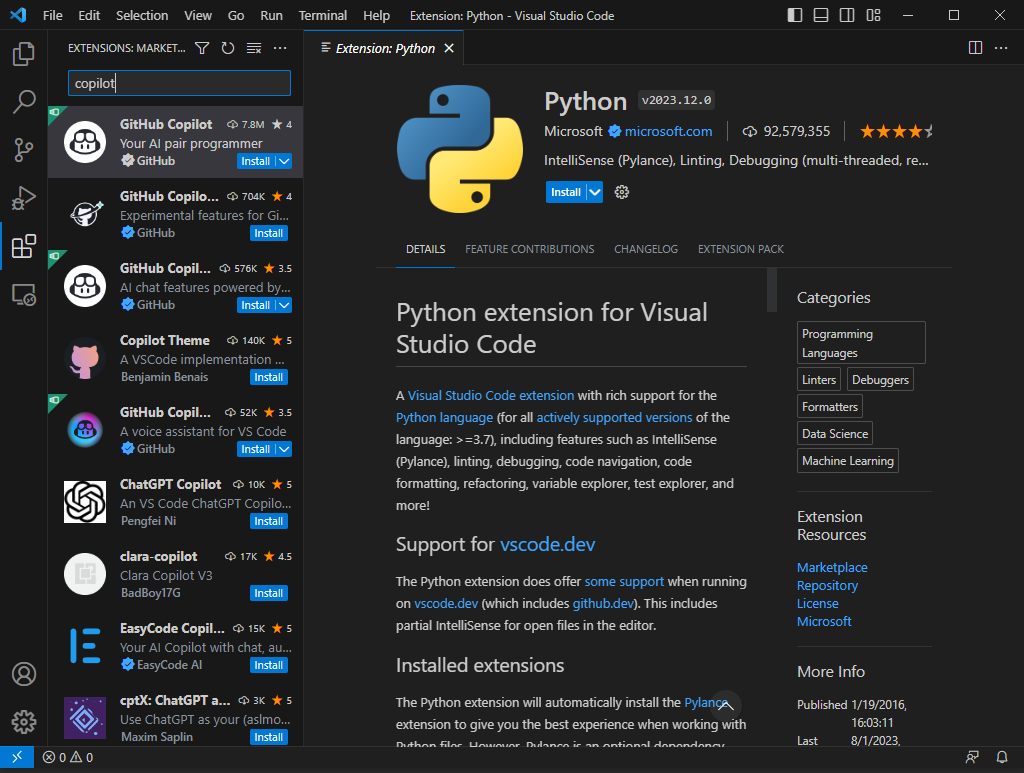 File Edit Selection View Go Run Terminal Help Extension: Python - Visual Studio Code
EXTENSIONS: MARKET...
copilot
GitHub Copilot 7.8M 4
Your AI pair programmer
GitHub Install
GitHub Copilo... 704K 4
Experimental features for Gi...
GitHub Install
GitHub Copil... 576K 3.5
AI chat features powered by...
GitHub Install
Copilot Theme 140K 5
A VSCode implementation ...
Benjamin Benais Install
GitHub Copil... 52K 3.5
A voice assistant for VS Code
GitHub Install
ChatGPT Copilot 10K 5
An VS Code ChatGPT Copilo...
Pengfei Ni Install
clara-copilot 17K 4.5
Clara Copilot V3
BadBoy17G Install
EasyCode Copil... 15K 5
Your AI Copilot with chat, au...
EasyCode AI Install
cptX: ChatGPT a... 3K 5
Use ChatGPT as your (aslmo...
Maxim Saplin Install
Extension: Python
Python v2023.12.0
Microsoft microsoft.com 92,579,355
IntelliSense (Pylance), Linting, Debugging (multi-threaded, re...
Install
DETAILS FEATURE CONTRIBUTIONS CHANGELOG EXTENSION PACK
Python extension for Visual
Studio Code
A Visual Studio Code extension with rich support for the
Python language (for all actively supported versions of the
language: >=3.7), including features such as IntelliSense
(Pylance), linting, debugging, code navigation, code
formatting, refactoring, variable explorer, test explorer, and
more!
Support for vscode.dev
The Python extension does offer some support when running
on vscode.dev (which includes github.dev). This includes
partial IntelliSense for open files in the editor.
Installed extensions
The Python extension will automatically install the Pylance
extension to give you the best experience when working with
Python files. However, Pylance is an optional dependency,
Categories
Programming
Languages
Linters Debuggers
Formatters
Data Science
Machine Learning
Extension
Resources
Marketplace
Repository
License
Microsoft
More Info
Published 1/19/2016,
16:03:11
Last 8/1/2023,
0 0